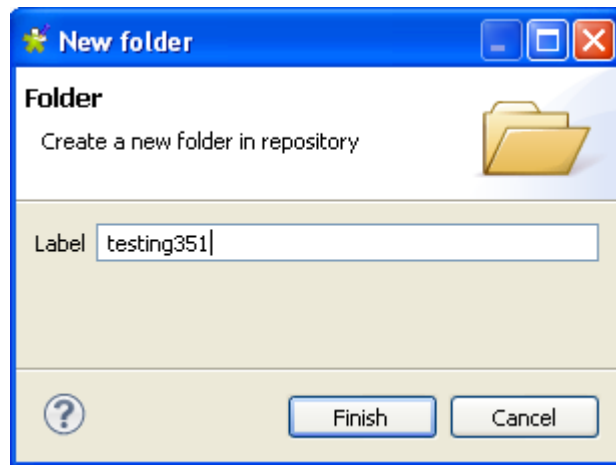 New folder
Folder
Create a new folder in repository
Label testing351
?
Finish Cancel